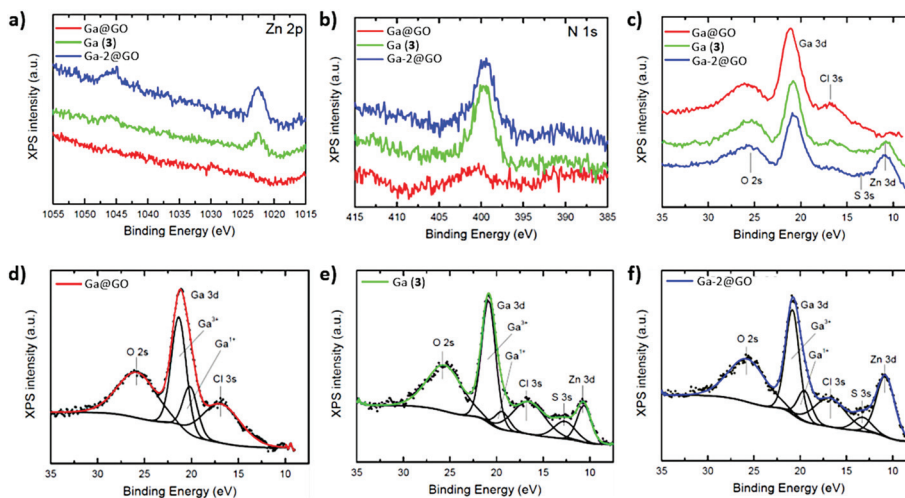 a)
Zn 2p
Ga@GO
Ga (3)
Ga-2@GO
XPS intensity (a.u.)
1055 1050 1045 1040 1035 1030 1025 1020 1015
Binding Energy (eV)
b)
N 1s
Ga@GO
Ga (3)
Ga-2@GO
XPS intensity (a.u.)
415 410 405 400 395 390 385
Binding Energy (eV)
c)
Ga@GO
Ga (3)
Ga-2@GO
Ga 3d
Cl 3s
O 2s
S 3s
Zn 3d
XPS intensity (a.u.)
35 30 25 20 15 10
Binding Energy (eV)
d)
Ga@GO
Ga 3d
Ga3+
Ga1+
O 2s
Cl 3s
XPS intensity (a.u.)
35 30 25 20 15 10
Binding Energy (eV)
e)
Ga (3)
Ga 3d
Ga3+
Ga1+
O 2s
Cl 3s
Zn 3d
S 3s
XPS intensity (a.u.)
35 30 25 20 15 10
Binding Energy (eV)
f)
Ga-2@GO
Ga 3d
Ga3+
Ga1+
O 2s
Zn 3d
Cl 3s
S 3s
XPS intensity (a.u.)
35 30 25 20 15 10
Binding Energy (eV)